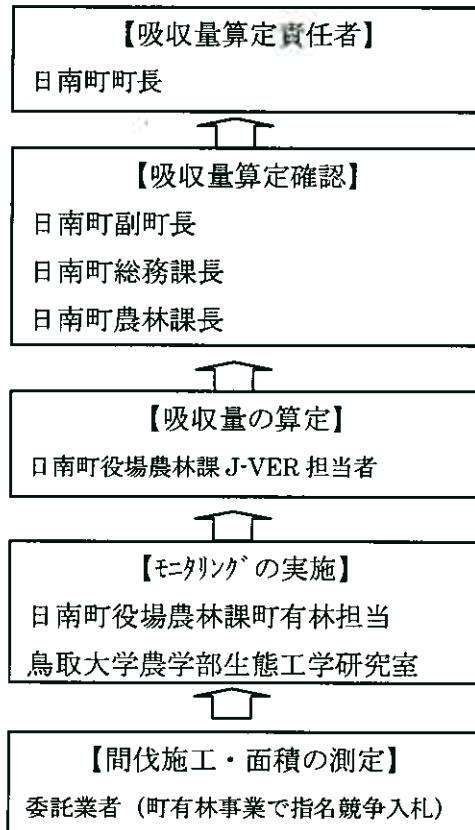 【吸収量算定責任者】
日南町町長
【吸収量算定確認】
日南町副町長
日南町総務課長
日南町農林課長
【吸収量の算定】
日南町役場農林課 J-VER 担当者
【ﾓﾆﾀﾘﾝｸﾞの実施】
日南町役場農林課町有林担当
鳥取大学農学部生態工学研究室
【間伐施工・面積の測定】
委託業者（町有林事業で指名競争入札）